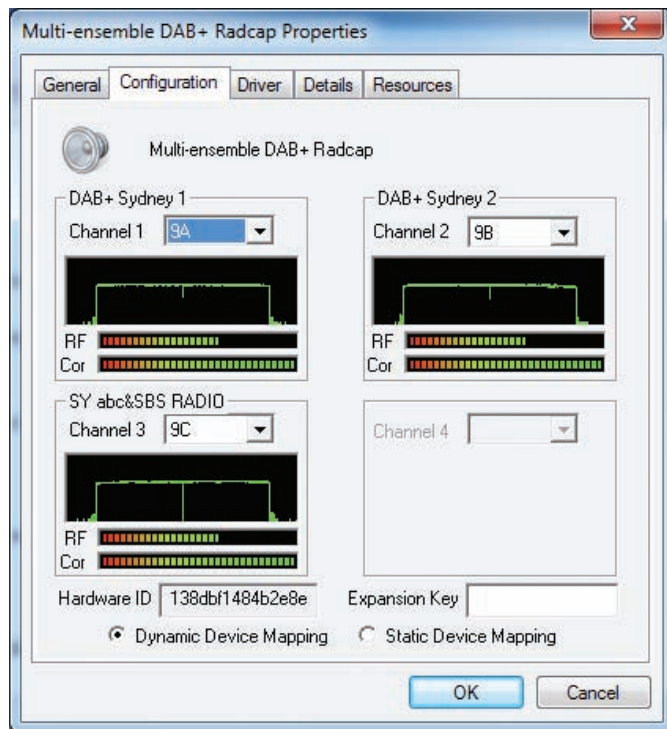 Multi-ensemble DAB+ Radcap Properties
General Configuration Driver Details Resources
Multi-ensemble DAB+ Radcap
DAB+ Sydney 1
Channel 1 9A
RF
Cor
DAB+ Sydney 2
Channel 2 9B
RF
Cor
SY abc&SBS RADIO
Channel 3 9C
RF
Cor
Channel 4
Hardware ID 138dbf1484b2e8e Expansion Key
Dynamic Device Mapping Static Device Mapping
OK Cancel